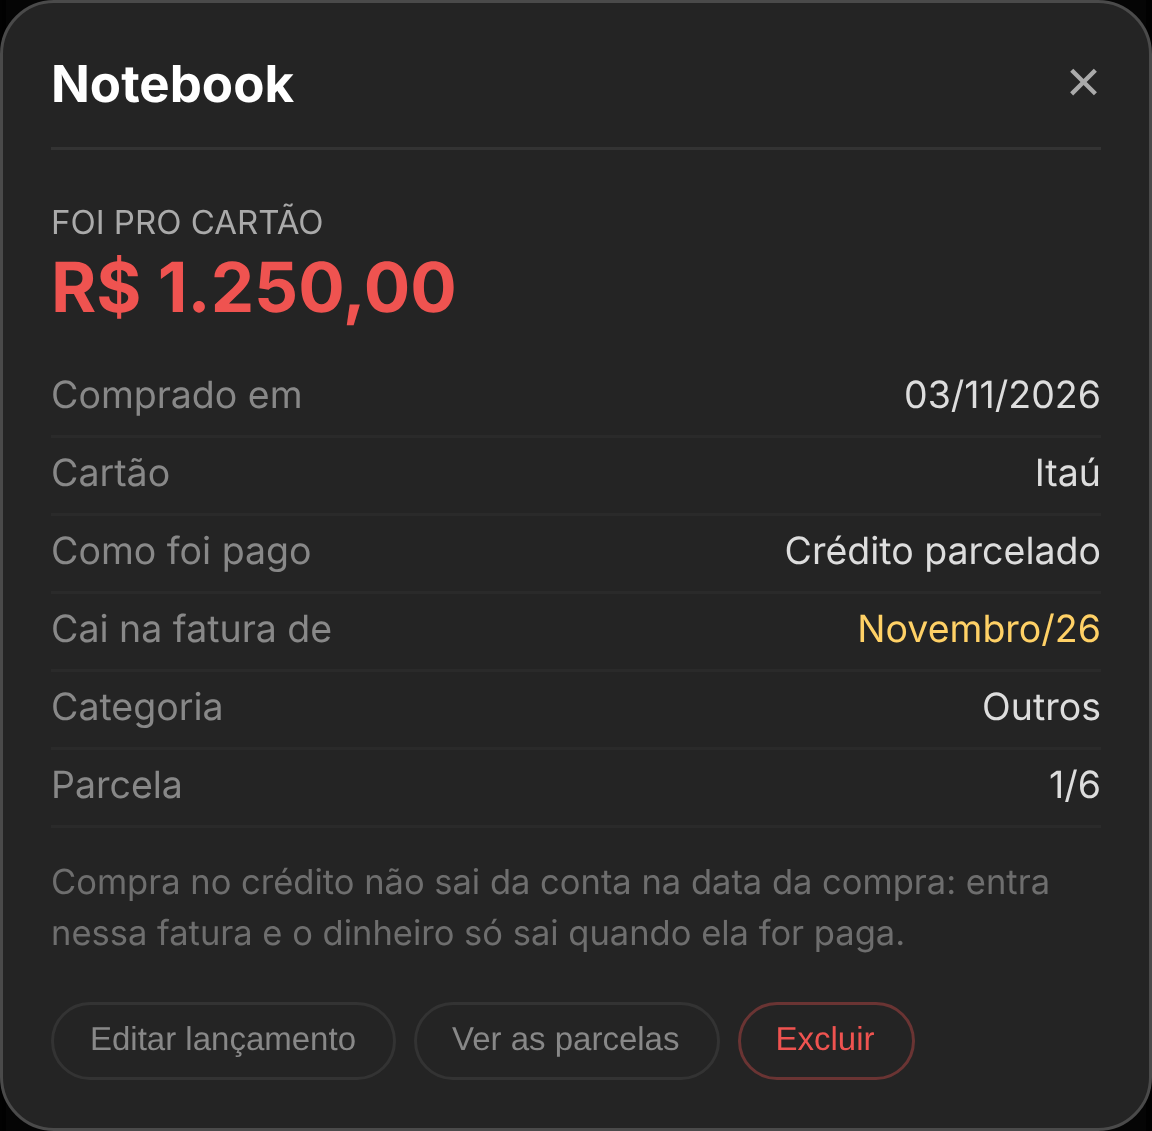 Notebook
×
FOI PRO CARTÃO
R$ 1.250,00
Comprado em 03/11/2026
Cartão Itaú
Como foi pago Crédito parcelado
Cai na fatura de Novembro/26
Categoria Outros
Parcela 1/6
Compra no crédito não sai da conta na data da compra: entra
nessa fatura e o dinheiro só sai quando ela for paga.
Editar lançamento Ver as parcelas Excluir